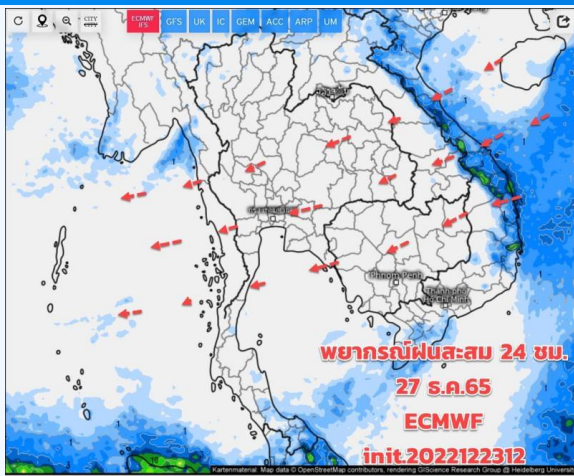 CITY
CITY
ECMWF
IFS
GFS
UK
IC
GEM
ACC
ARP
UM
Phnom Penh
Thành phố
Hồ Chí Minh
พยากรณ์ฝนสะสม 24 ชม.
27 ธ.ค.65
ECMWF
init.2022122312
Kartenmaterial: Map data © OpenStreetMap contributors, rendering GIScience Research Group @ Heidelberg Univers